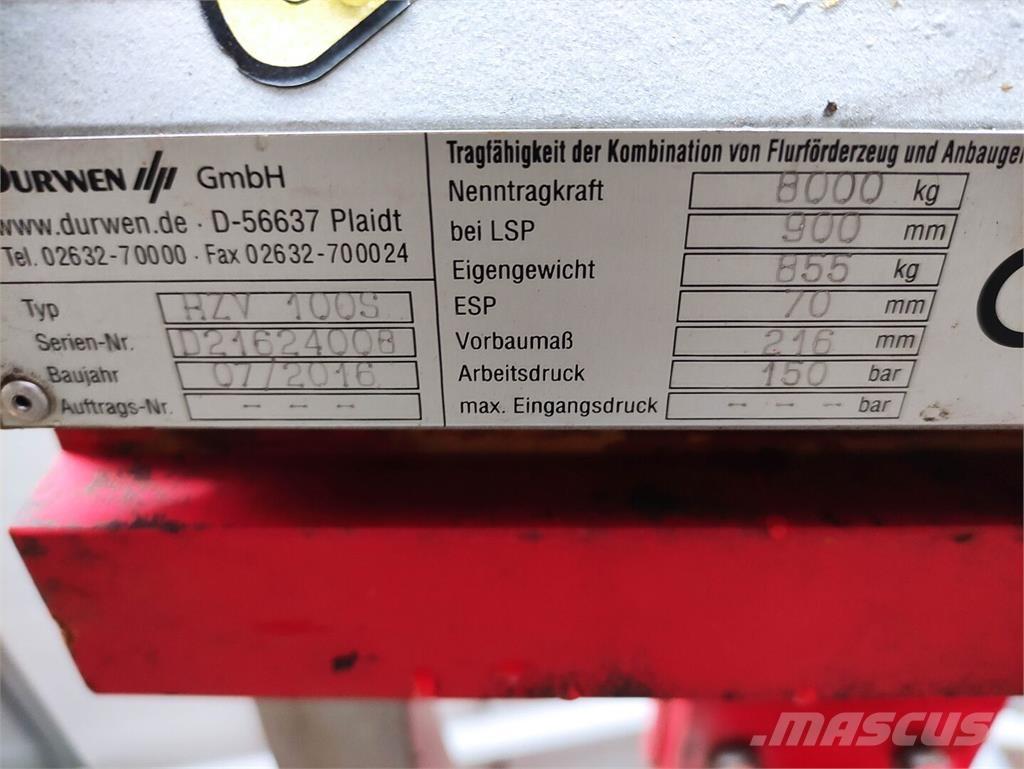 DURWEN GmbH
www.durwen.de · D-56637 Plaidt
Tel. 02632-70000 · Fax 02632-700024
Typ RZV 100S
Serien-Nr. D21624008
Baujahr 07/2016
Auftrags-Nr. - - -
Tragfähigkeit der Kombination von Flurförderzeug und Anbauger
Nenntragkraft 8000 kg
bei LSP 900 mm
Eigengewicht 855 kg
ESP 70 mm
Vorbaumaß 216 mm
Arbeitsdruck 150 bar
max. Eingangsdruck - - - bar
MASCUS